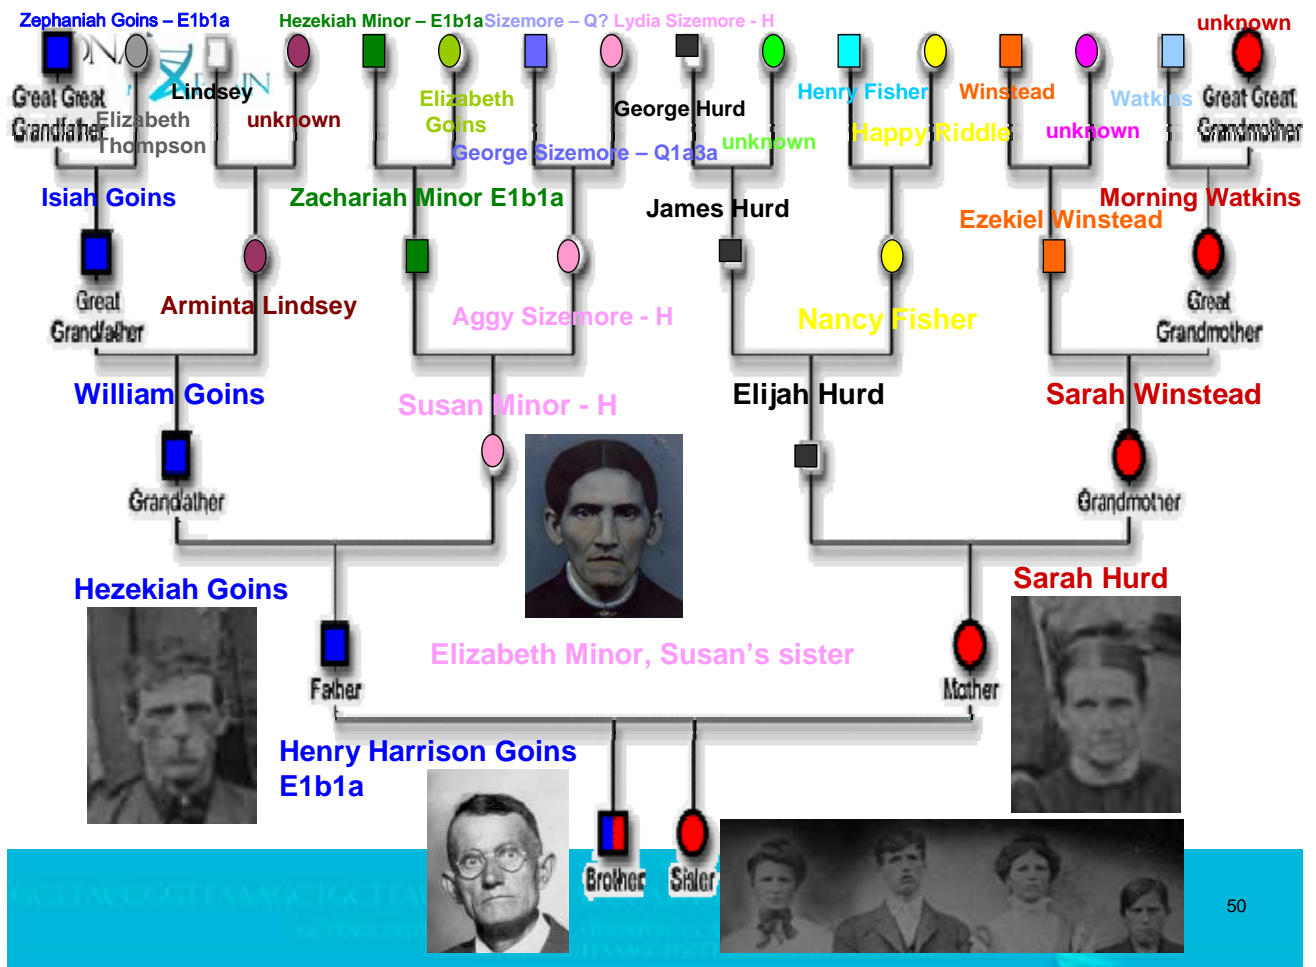 Zephaniah Goins – E1b1a
Hezekiah Minor – E1b1a
Sizemore – Q?
Lydia Sizemore - H
unknown
DNA
Great Great
Grandfather
Elizabeth
Thompson
Lindsey
unknown
Elizabeth
Goins
George Sizemore – Q1a3a
George Hurd
unknown
Henry Fisher
Happy Riddle
Winstead
unknown
Watkins
Great Great
Grandmother
Isiah Goins
Zachariah Minor E1b1a
James Hurd
Ezekiel Winstead
Morning Watkins
Great
Grandfather
Arminta Lindsey
Aggy Sizemore - H
Nancy Fisher
Great
Grandmother
William Goins
Susan Minor - H
Elijah Hurd
Sarah Winstead
Grandfather
Grandmother
Hezekiah Goins
Sarah Hurd
Elizabeth Minor, Susan's sister
Father
Mother
Henry Harrison Goins
E1b1a
Brother
Sister
50